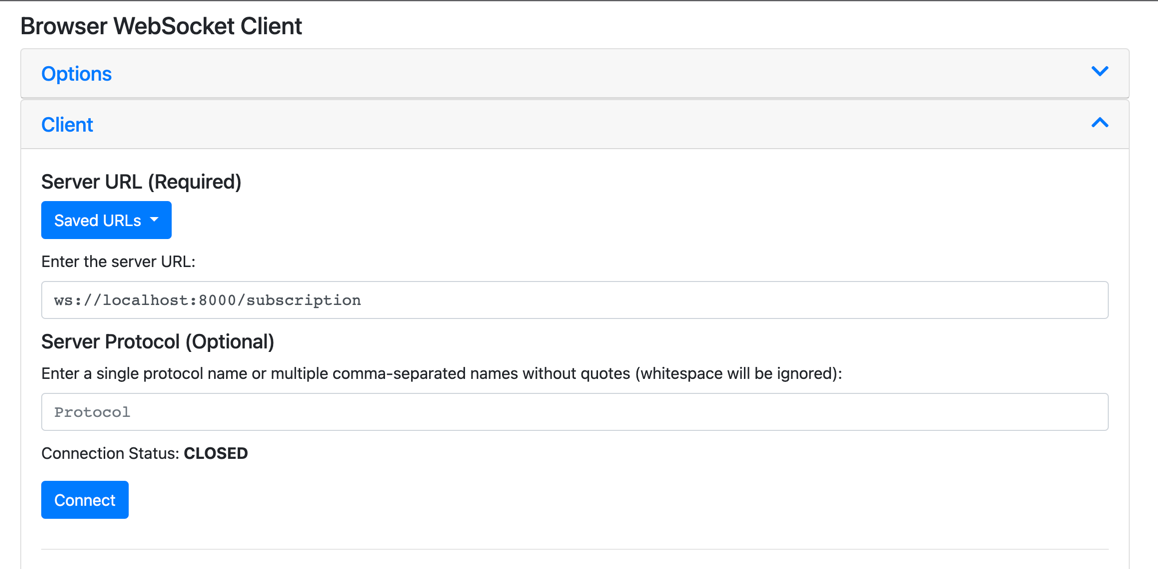 Browser WebSocket Client
Options
Client
Server URL (Required)
Saved URLs
Enter the server URL:
ws://localhost:8000/subscription
Server Protocol (Optional)
Enter a single protocol name or multiple comma-separated names without quotes (whitespace will be ignored):
Protocol
Connection Status: CLOSED
Connect